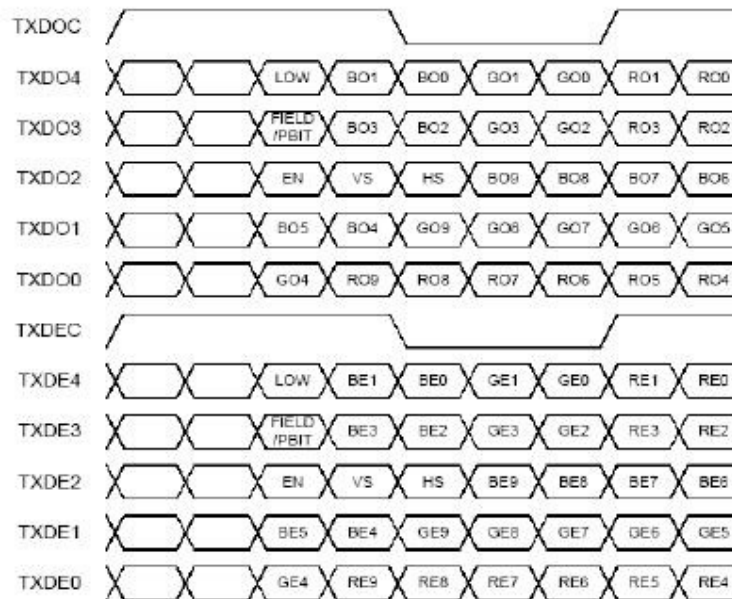 TXDOC
TXDO4 LOW BO1 BO0 GO1 GO0 RO1 RO0
TXDO3 FIELD /PBIT BO3 BO2 GO3 GO2 RO3 RO2
TXDO2 EN VS HS BO9 BO8 BO7 BO6
TXDO1 BO5 BO4 GO9 GO8 GO7 GO6 GO5
TXDO0 GO4 RO9 RO8 RO7 RO6 RO5 RO4
TXDEC
TXDE4 LOW BE1 BE0 GE1 GE0 RE1 RE0
TXDE3 FIELD /PBIT BE3 BE2 GE3 GE2 RE3 RE2
TXDE2 EN VS HS BE9 BE8 BE7 BE6
TXDE1 BE5 BE4 GE9 GE8 GE7 GE6 GE5
TXDE0 GE4 RE9 RE8 RE7 RE6 RE5 RE4